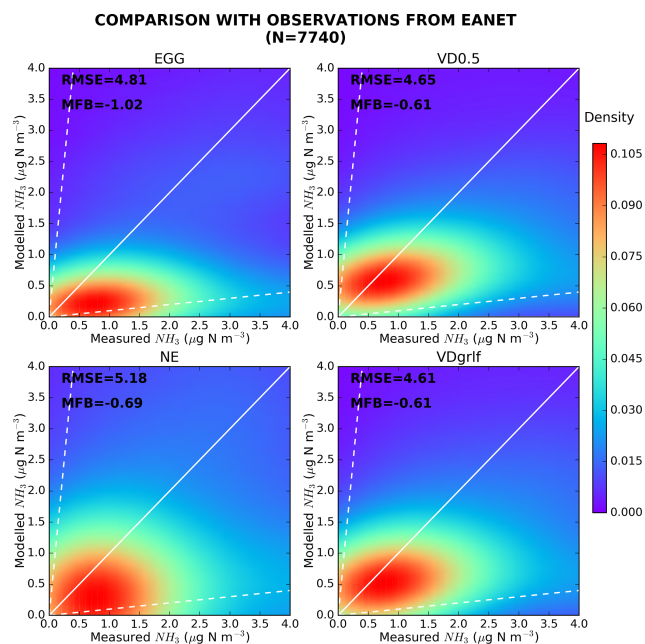 COMPARISON WITH OBSERVATIONS FROM EANET
(N=7740)
EGG
RMSE=4.81
MFB=-1.02
Modelled NH₃ (μg N m⁻³)
4.0
3.5
3.0
2.5
2.0
1.5
1.0
0.5
0.0
0.0 0.5 1.0 1.5 2.0 2.5 3.0 3.5 4.0
Measured NH₃ (μg N m⁻³)
VD0.5
RMSE=4.65
MFB=-0.61
Modelled NH₃ (μg N m⁻³)
4.0
3.5
3.0
2.5
2.0
1.5
1.0
0.5
0.0
0.0 0.5 1.0 1.5 2.0 2.5 3.0 3.5 4.0
Measured NH₃ (μg N m⁻³)
Density
0.105
0.090
0.075
0.060
0.045
0.030
0.015
0.000
NE
RMSE=5.18
MFB=-0.69
Modelled NH₃ (μg N m⁻³)
4.0
3.5
3.0
2.5
2.0
1.5
1.0
0.5
0.0
0.0 0.5 1.0 1.5 2.0 2.5 3.0 3.5 4.0
Measured NH₃ (μg N m⁻³)
VDgrlf
RMSE=4.61
MFB=-0.61
Modelled NH₃ (μg N m⁻³)
4.0
3.5
3.0
2.5
2.0
1.5
1.0
0.5
0.0
0.0 0.5 1.0 1.5 2.0 2.5 3.0 3.5 4.0
Measured NH₃ (μg N m⁻³)